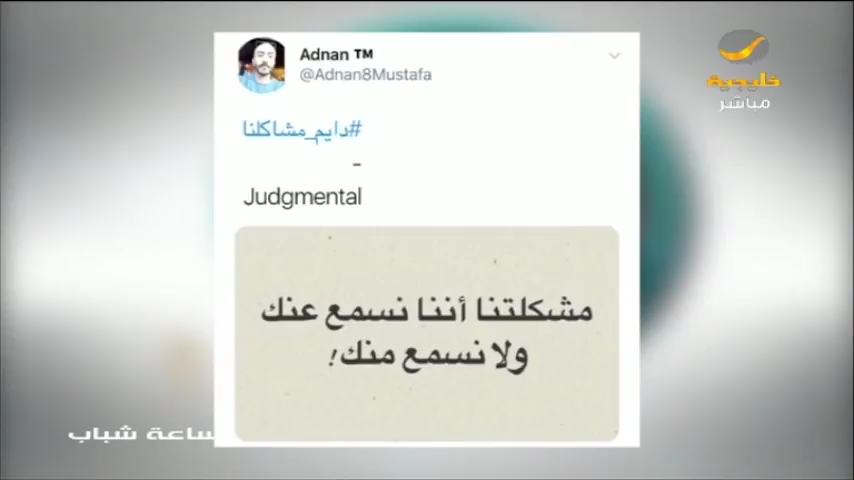 Adnan ™
@Adnan8Mustafa
#دايم_مشاكلنا
-
Judgmental
مشكلتنا أننا نسمع عنك
ولا نسمع منك!
خليجية
مباشر
ساعة شباب